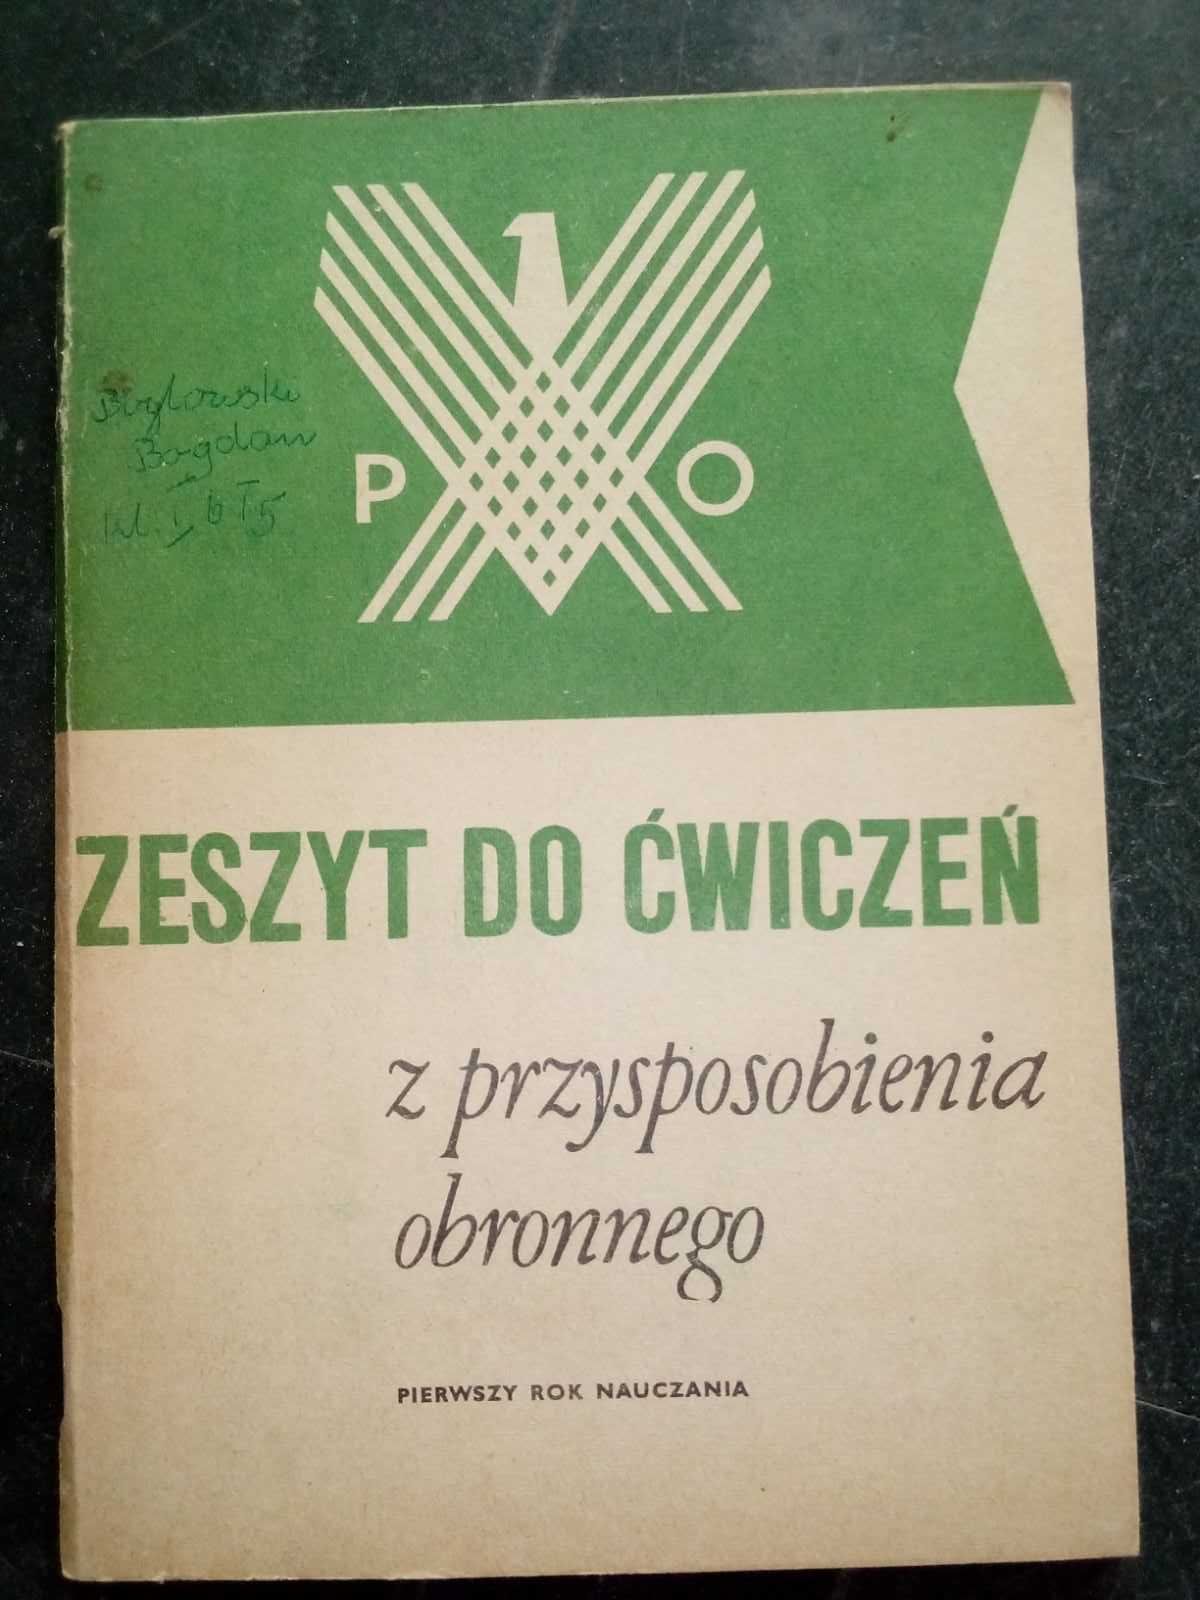 Bogdan
P O
ZESZYT DO ĆWICZEŃ
z przysposobienia
obronnego
PIERWSZY ROK NAUCZANIA